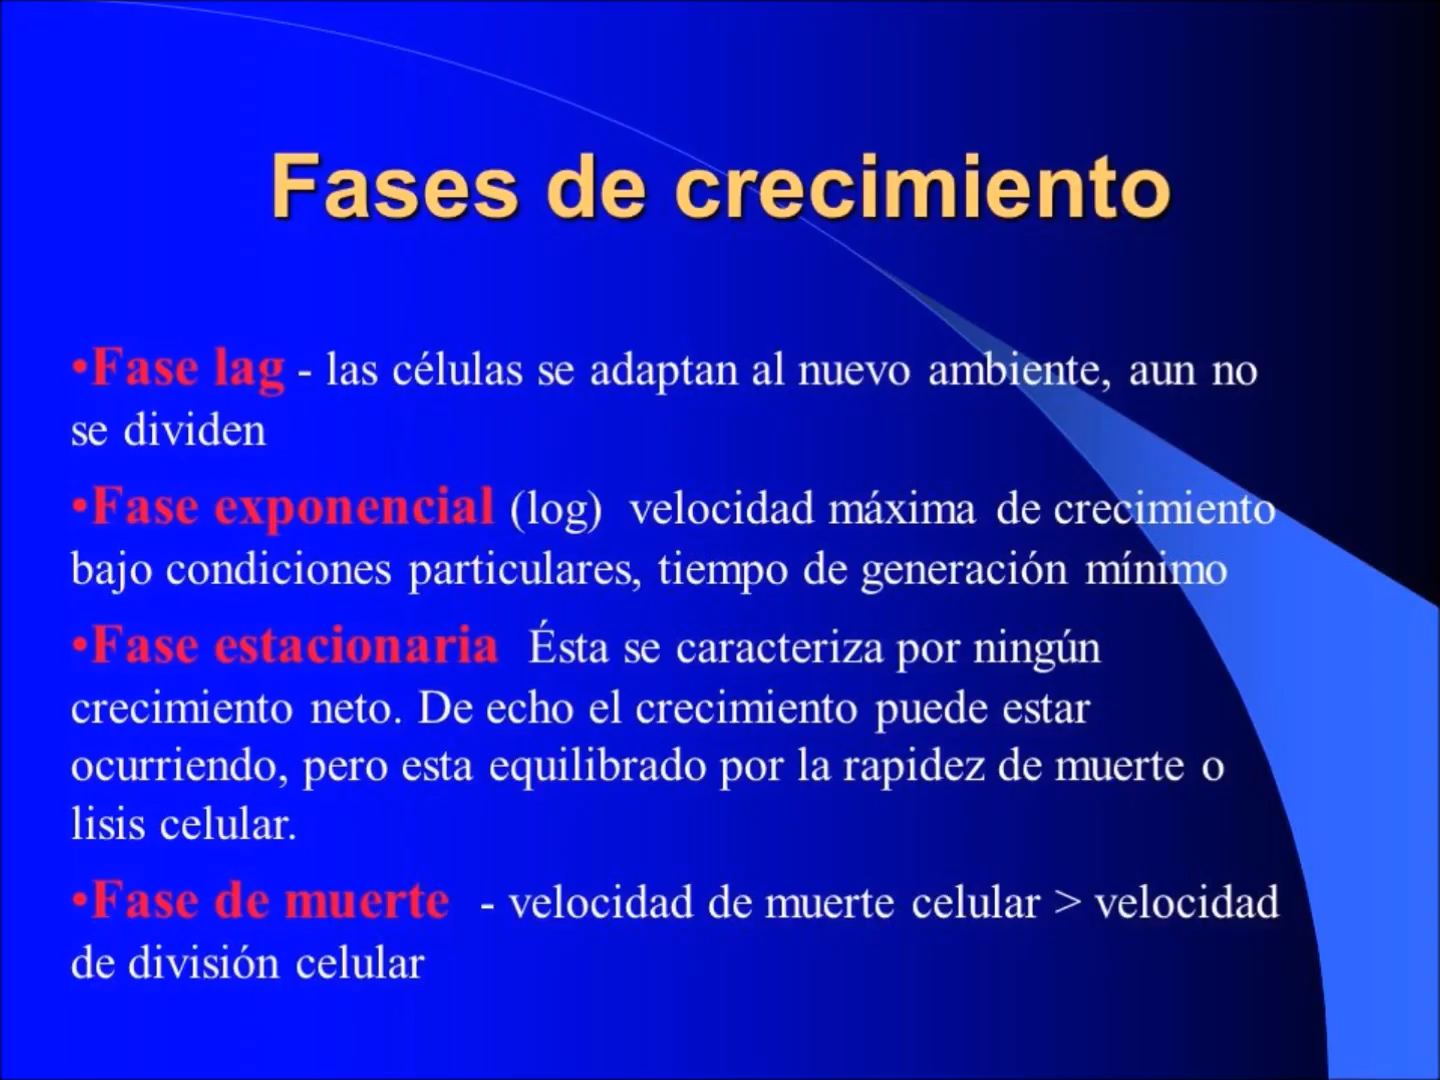 Fases de crecimiento
•Fase lag - las células se adaptan al nuevo ambiente, aun no
se dividen
•Fase exponencial (log) velocidad máxima de crecimiento
bajo condiciones particulares, tiempo de generación mínimo
•Fase estacionaria Ésta se caracteriza por ningún
crecimiento neto. De echo el crecimiento puede estar
ocurriendo, pero esta equilibrado por la rapidez de muerte o
lisis celular.
•Fase de muerte - velocidad de muerte celular > velocidad
de división celular